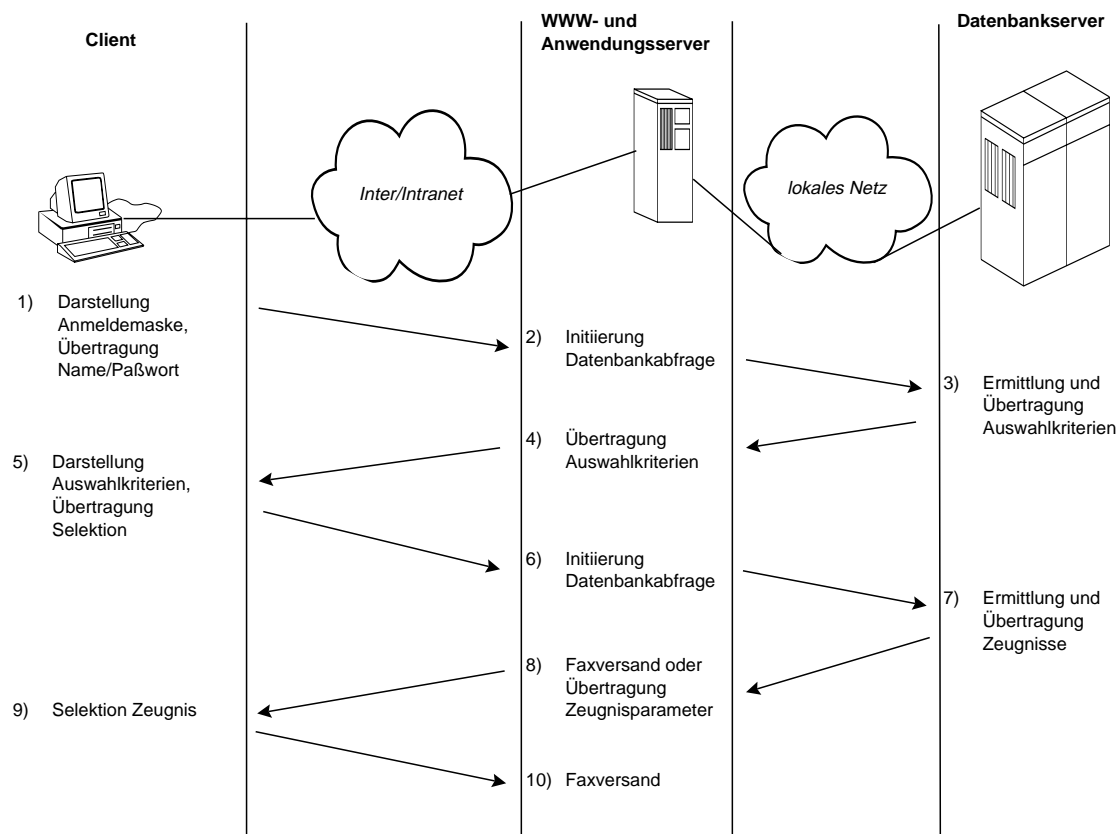 Client
WWW- und
Anwendungsserver
Datenbankserver
Inter/Intranet
lokales Netz
1) Darstellung
Anmeldemaske,
Übertragung
Name/Paßwort
2) Initiierung
Datenbankabfrage
3) Ermittlung und
Übertragung
Auswahlkriterien
4) Übertragung
Auswahlkriterien
5) Darstellung
Auswahlkriterien,
Übertragung
Selektion
6) Initiierung
Datenbankabfrage
7) Ermittlung und
Übertragung
Zeugnisse
8) Faxversand oder
Übertragung
Zeugnisparameter
9) Selektion Zeugnis
10) Faxversand